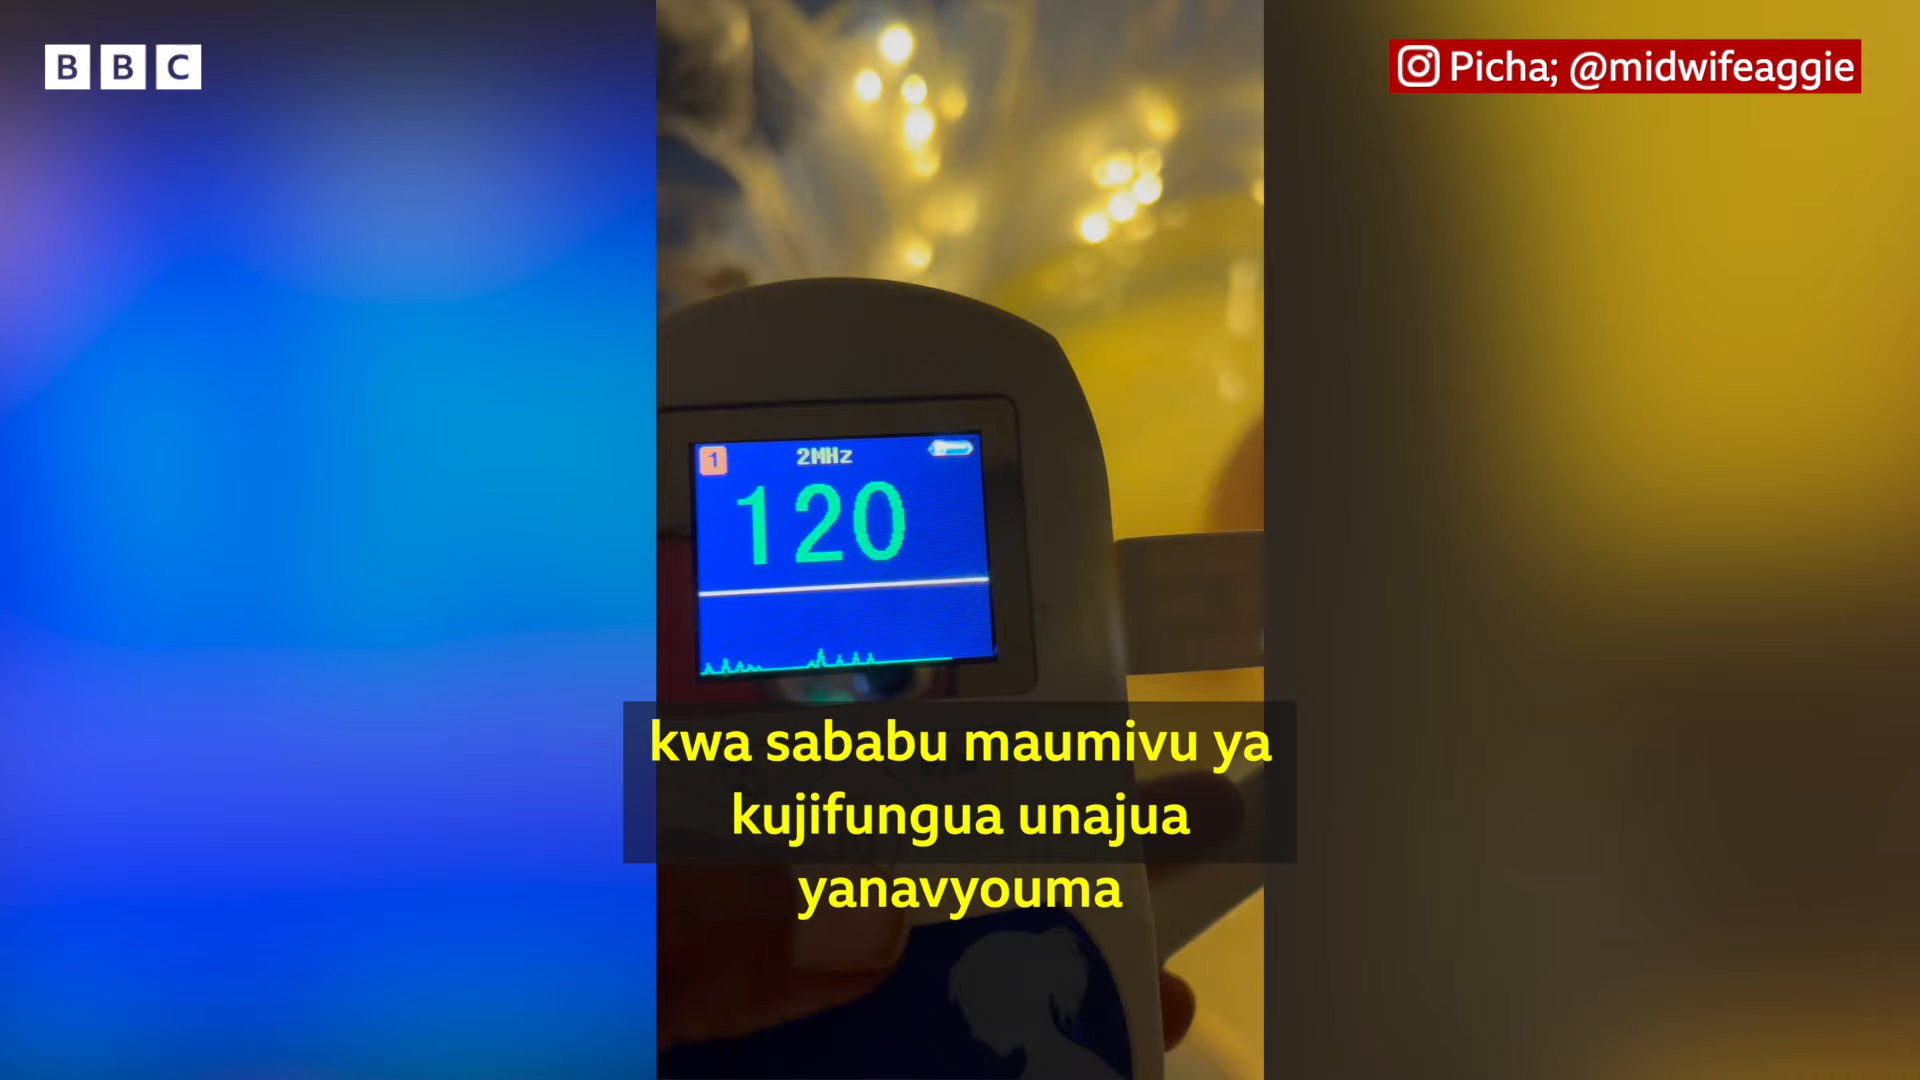 BBC
Picha; @midwifeaggie
1
2MHz
120
kwa sababu maumivu ya
kujifungua unajua
yanavyouma